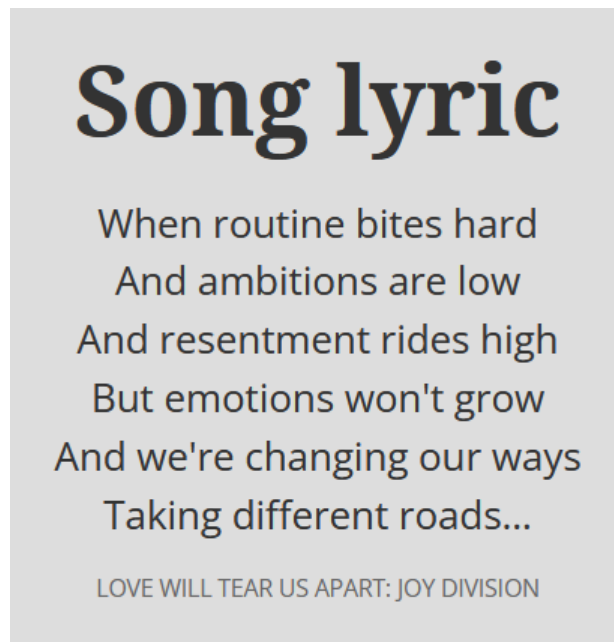 Song lyric
When routine bites hard
And ambitions are low
And resentment rides high
But emotions won't grow
And we're changing our ways
Taking different roads...
LOVE WILL TEAR US APART: JOY DIVISION